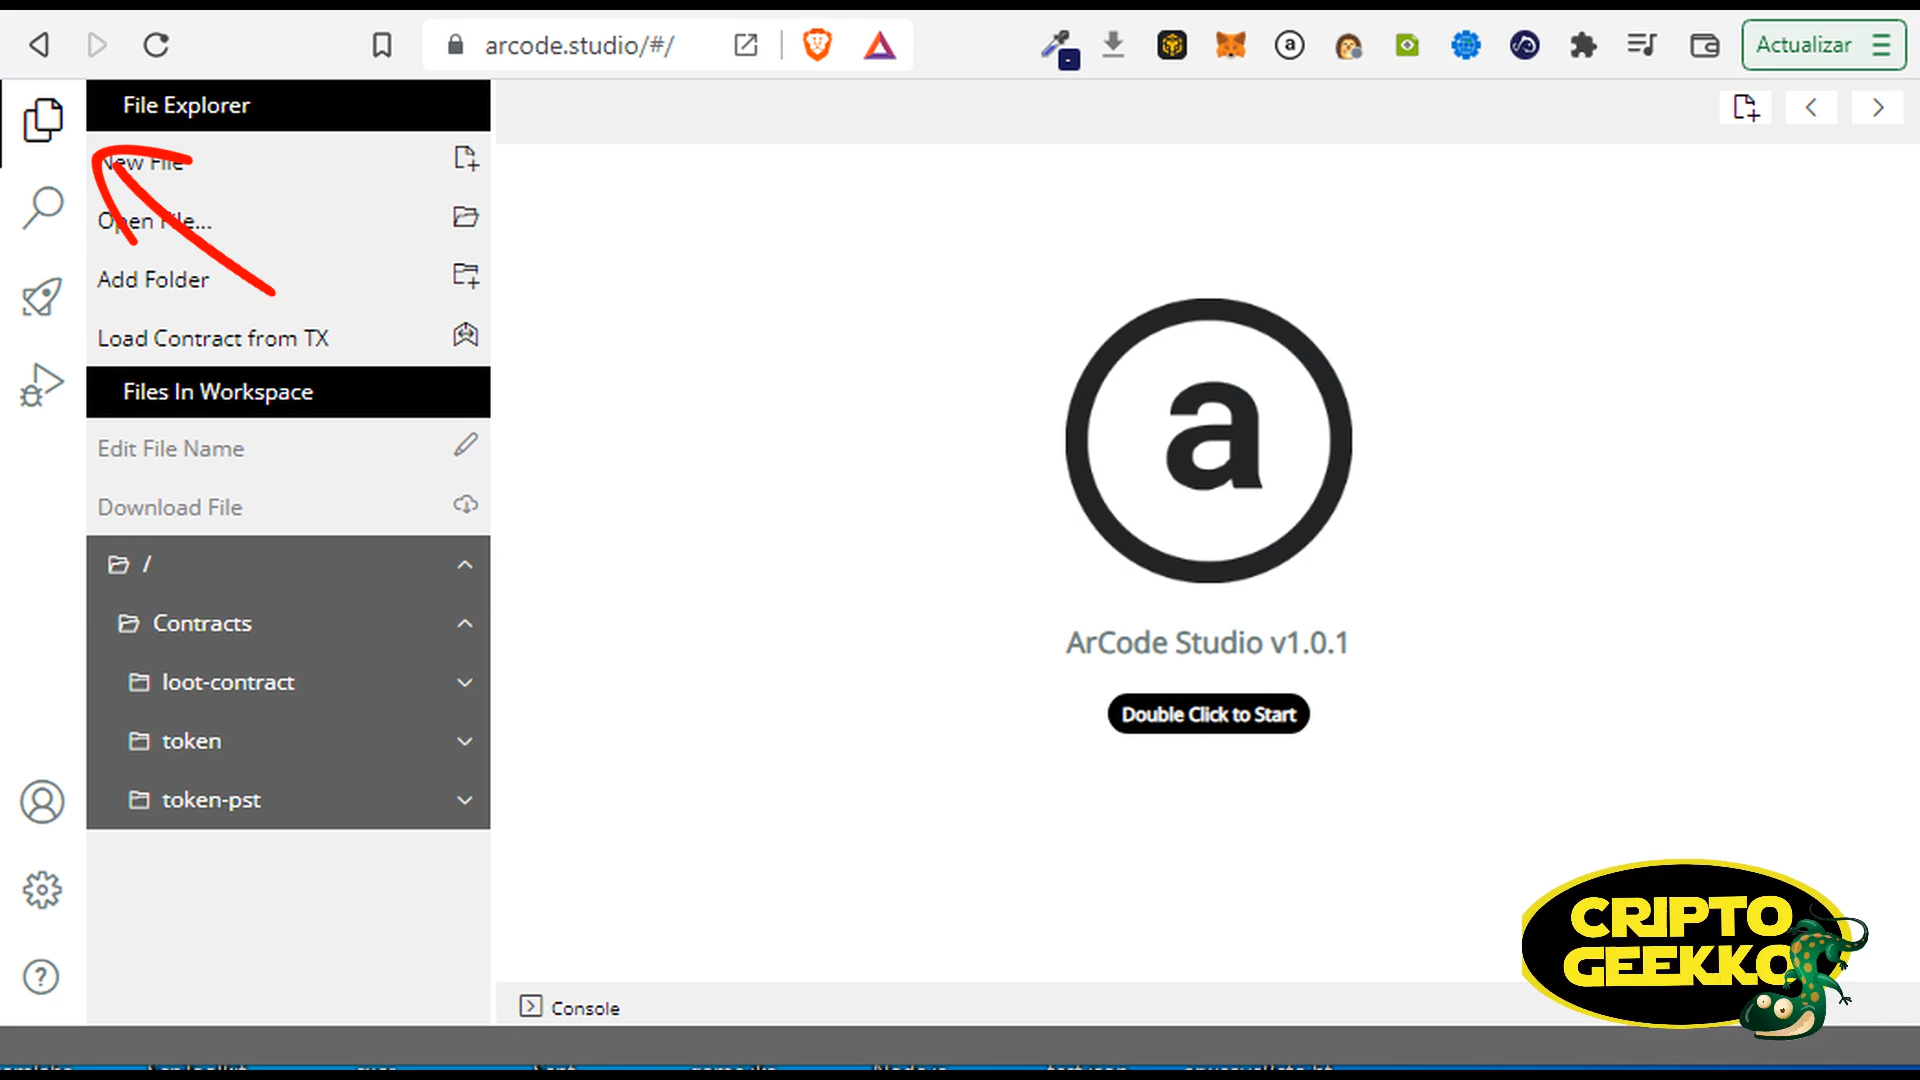 arcode.studio/#/
Actualizar
File Explorer
New File
Open File...
Add Folder
Load Contract from TX
Files In Workspace
Edit File Name
Download File
/
Contracts
loot-contract
token
token-pst
a
ArCode Studio v1.0.1
Double Click to Start
Console
CRIPTO
GEEKKO